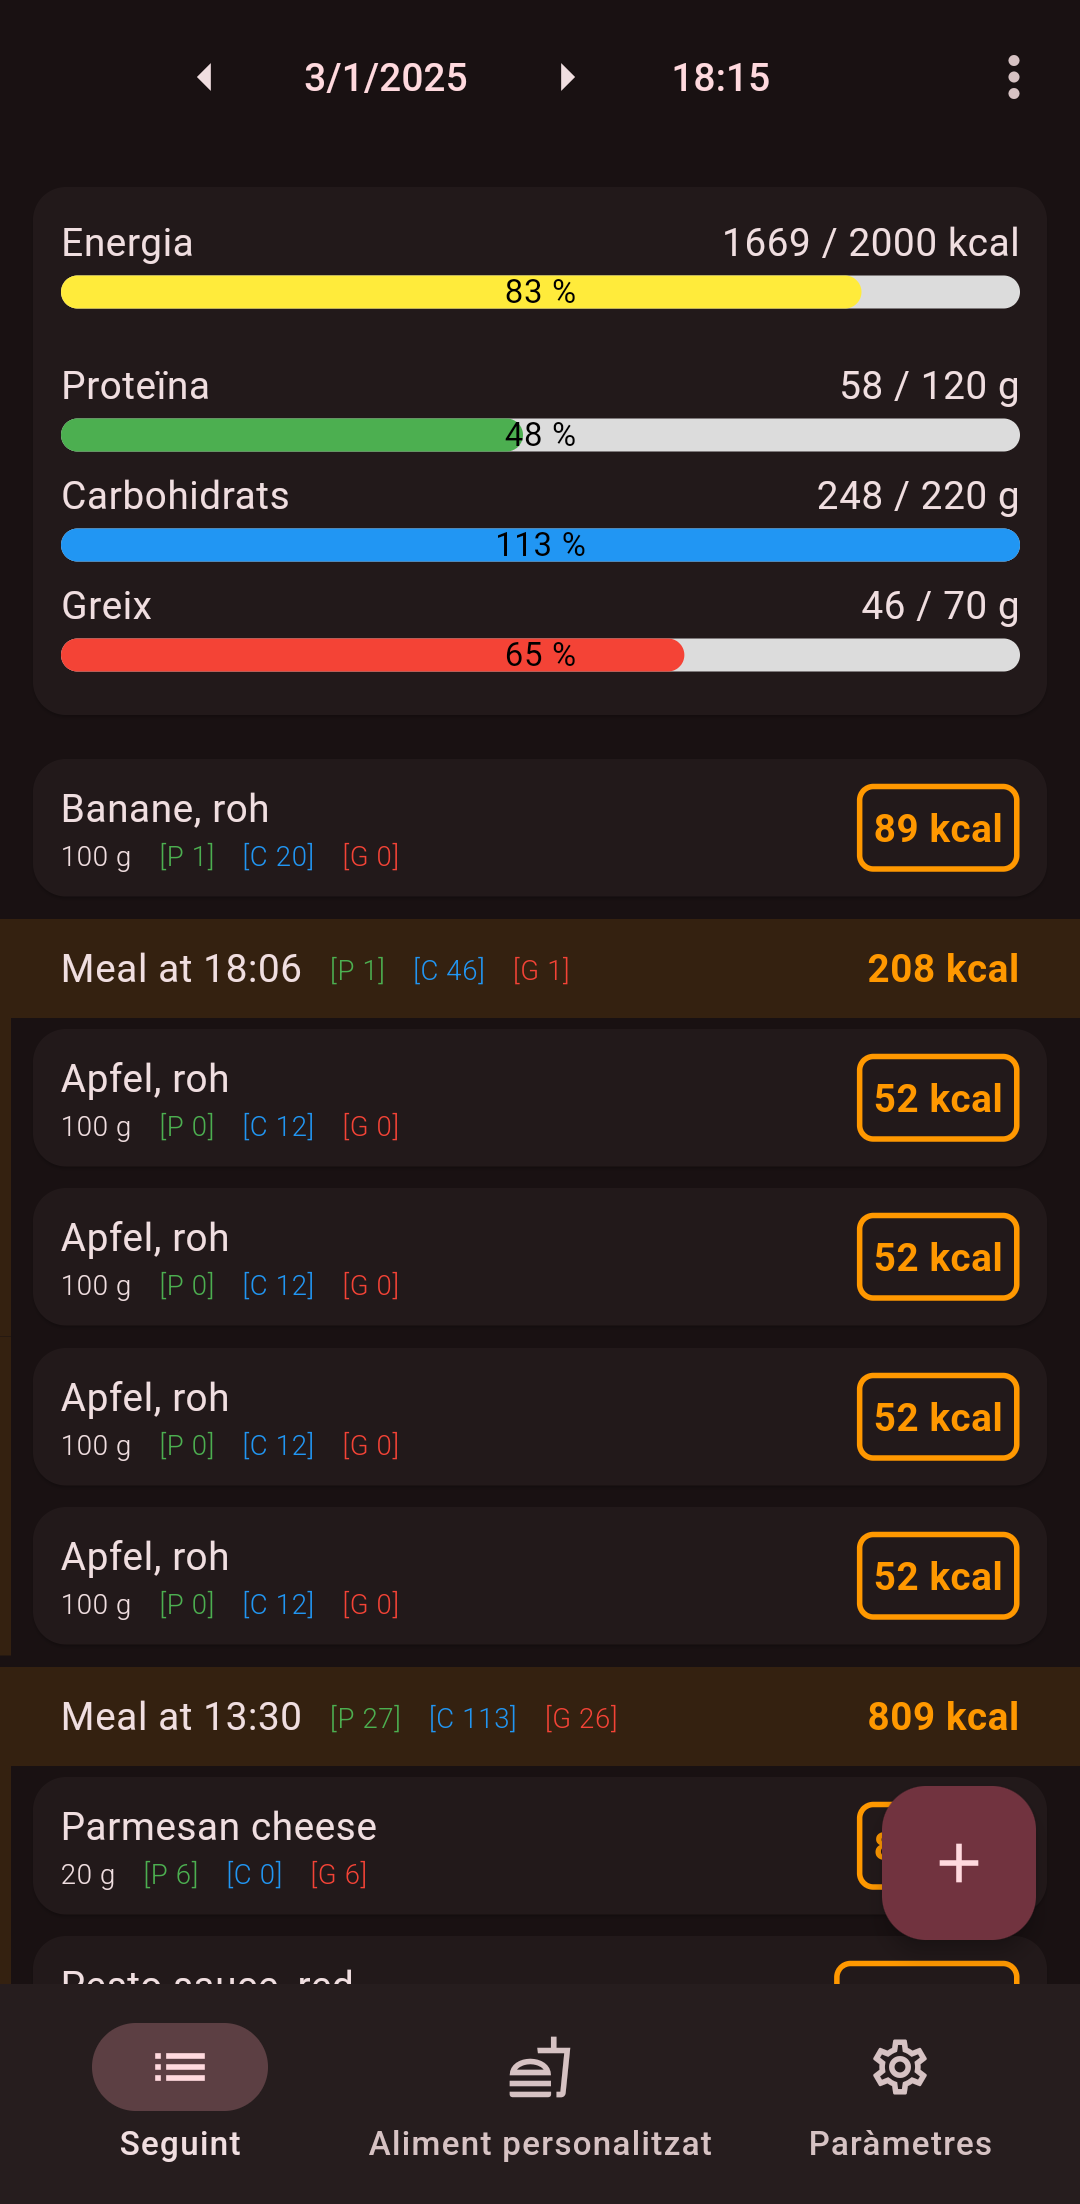 3/1/2025 18:15
Energia 1669 / 2000 kcal
83 %
Proteïna 58 / 120 g
48 %
Carbohidrats 248 / 220 g
113 %
Greix 46 / 70 g
65 %
Banane, roh
100 g [P 1] [C 20] [G 0]
89 kcal
Meal at 18:06 [P 1] [C 46] [G 1] 208 kcal
Apfel, roh
100 g [P 0] [C 12] [G 0]
52 kcal
Apfel, roh
100 g [P 0] [C 12] [G 0]
52 kcal
Apfel, roh
100 g [P 0] [C 12] [G 0]
52 kcal
Apfel, roh
100 g [P 0] [C 12] [G 0]
52 kcal
Meal at 13:30 [P 27] [C 113] [G 26] 809 kcal
Parmesan cheese
20 g [P 6] [C 0] [G 6]
Pesto sauce, red
Seguint
Aliment personalitzat
Paràmetres